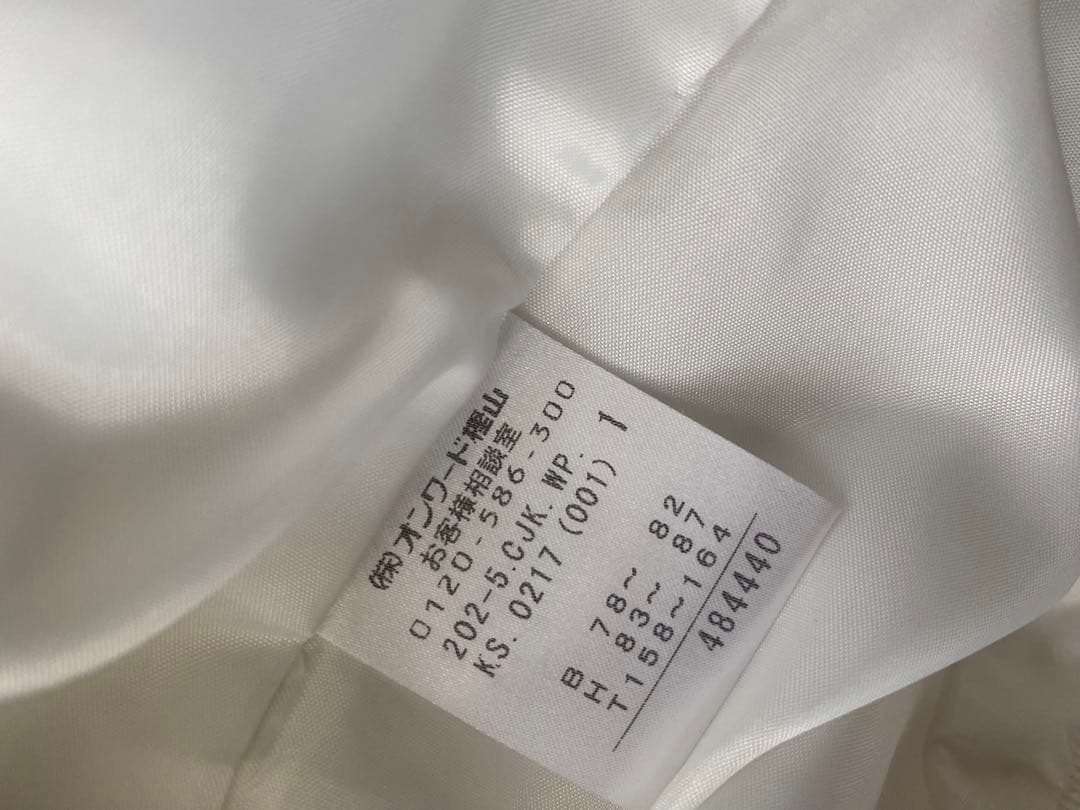 (株)オンワード樫山
お客様相談室
0120-586-300
202-5.CJK.WP. 1
KS.0217(001)
B 78~ 82
H 83~ 87
T158~164
484440